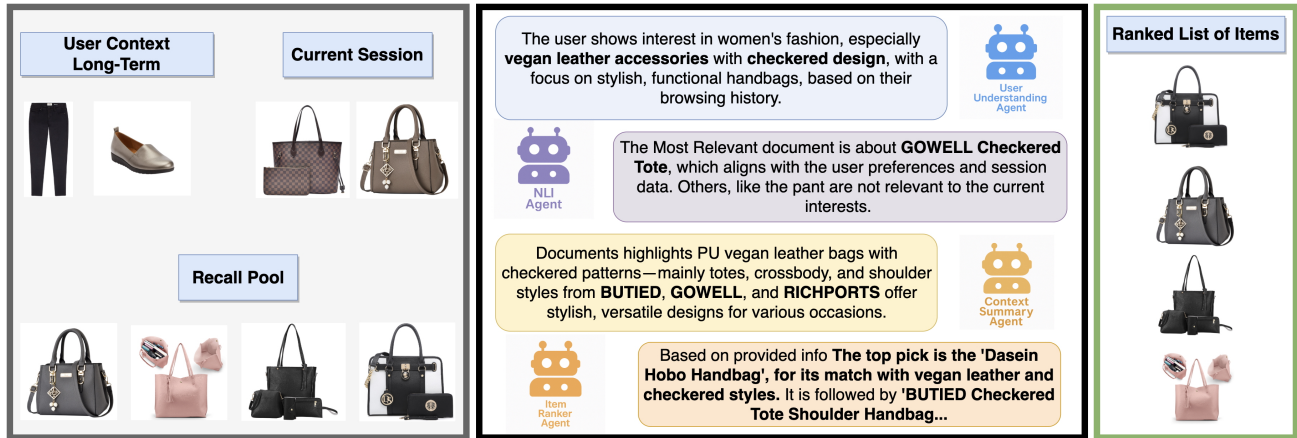 User Context
Long-Term
Current Session
Recall Pool
The user shows interest in women's fashion, especially
vegan leather accessories with checkered design, with a
focus on stylish, functional handbags, based on their
browsing history.
User
Understanding
Agent
NLI
Agent
The Most Relevant document is about GOWELL Checkered
Tote, which aligns with the user preferences and session
data. Others, like the pant are not relevant to the current
interests.
Documents highlights PU vegan leather bags with
checkered patterns—mainly totes, crossbody, and shoulder
styles from BUTIED, GOWELL, and RICHPORTS offer
stylish, versatile designs for various occasions.
Context
Summary
Agent
Item
Ranker
Agent
Based on provided info The top pick is the 'Dasein
Hobo Handbag', for its match with vegan leather and
checkered styles. It is followed by 'BUTIED Checkered
Tote Shoulder Handbag...
Ranked List of Items